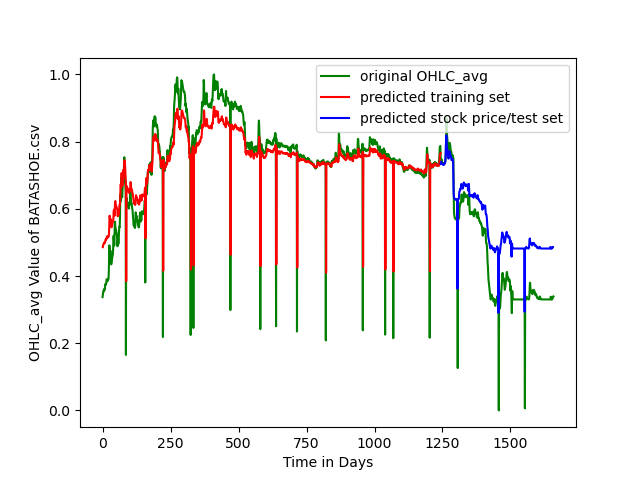 original OHLC_avg
predicted training set
predicted stock price/test set
OHLC_avg Value of BATASHOE.csv
1.0
0.8
0.6
0.4
0.2
0.0
0 250 500 750 1000 1250 1500
Time in Days